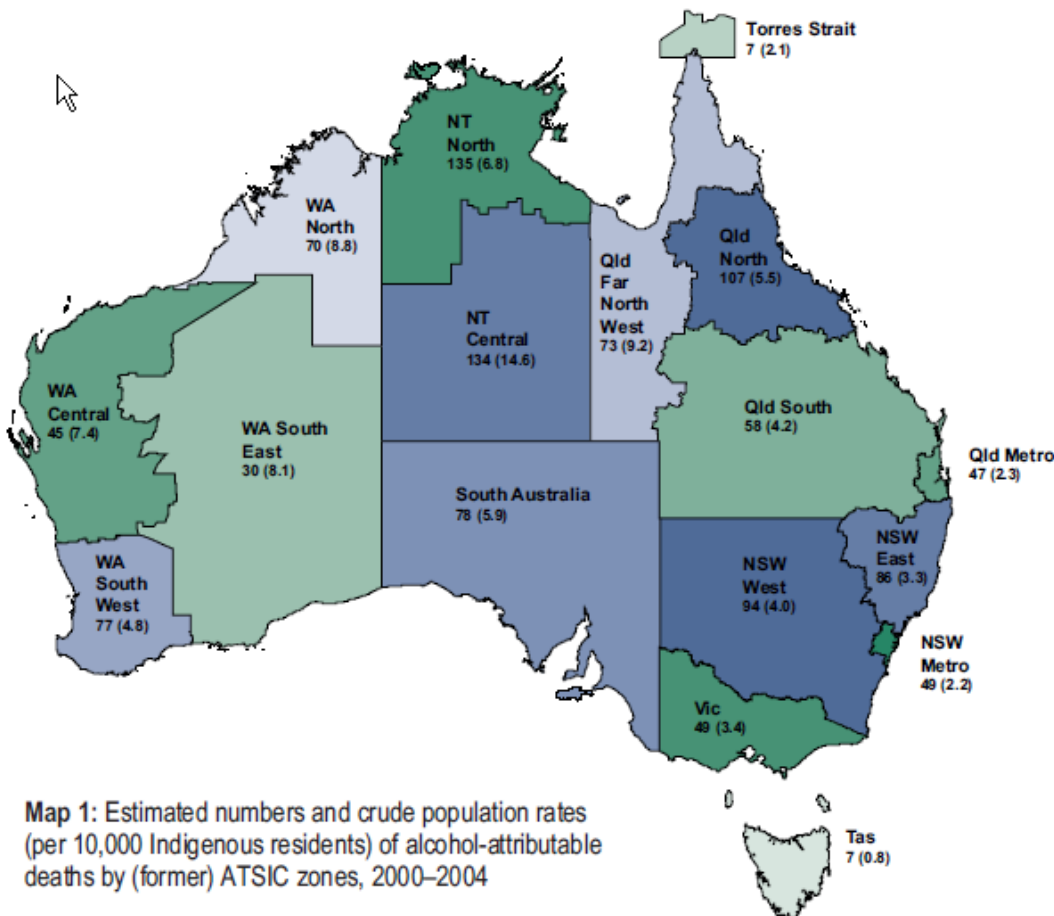 Torres Strait
7 (2.1)
NT
North
135 (6.8)
WA
North
70 (8.8)
Qld
North
107 (5.5)
Qld
Far
North
West
73 (9.2)
NT
Central
134 (14.6)
WA
Central
45 (7.4)
WA South
East
30 (8.1)
Qld South
58 (4.2)
Qld Metro
47 (2.3)
South Australia
78 (5.9)
NSW
East
86 (3.3)
WA
South
West
77 (4.8)
NSW
West
94 (4.0)
NSW
Metro
49 (2.2)
Vic
49 (3.4)
Tas
7 (0.8)
Map 1: Estimated numbers and crude population rates
(per 10,000 Indigenous residents) of alcohol-attributable
deaths by (former) ATSIC zones, 2000–2004